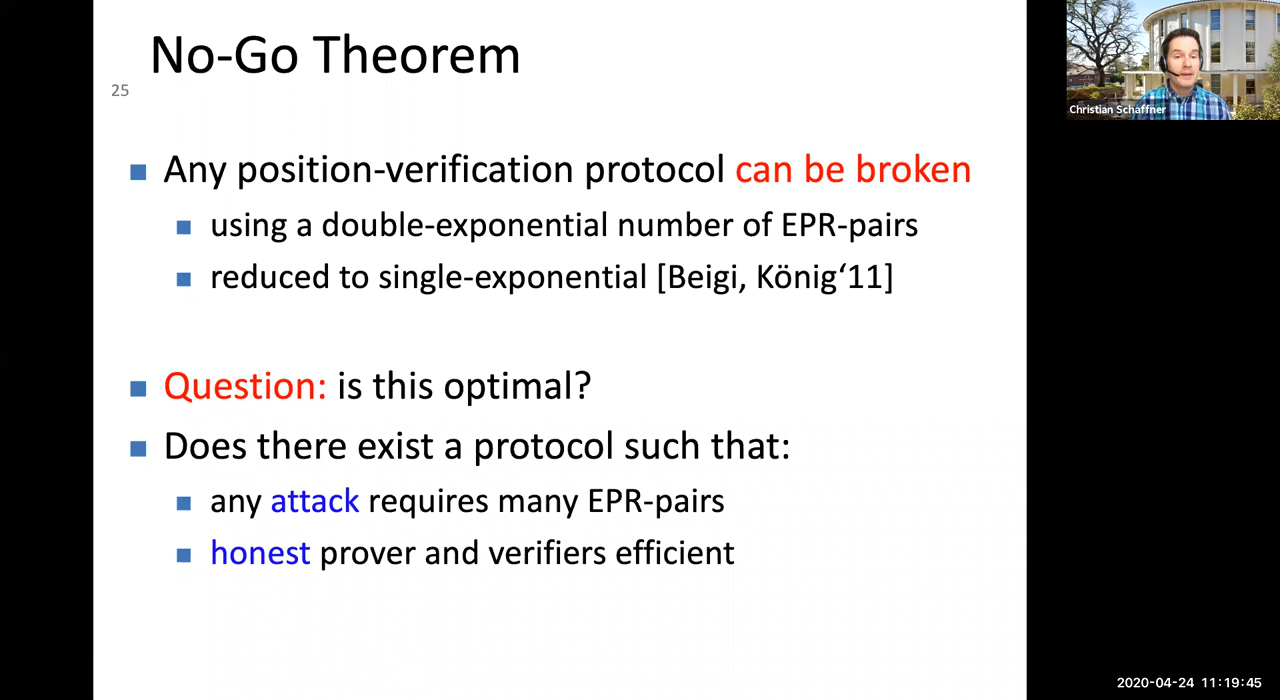 No-Go Theorem
25
Any position-verification protocol can be broken
using a double-exponential number of EPR-pairs
reduced to single-exponential [Beigi, König‘11]
Question: is this optimal?
Does there exist a protocol such that:
any attack requires many EPR-pairs
honest prover and verifiers efficient
Christian Schaffner
2020-04-24 11:19:45